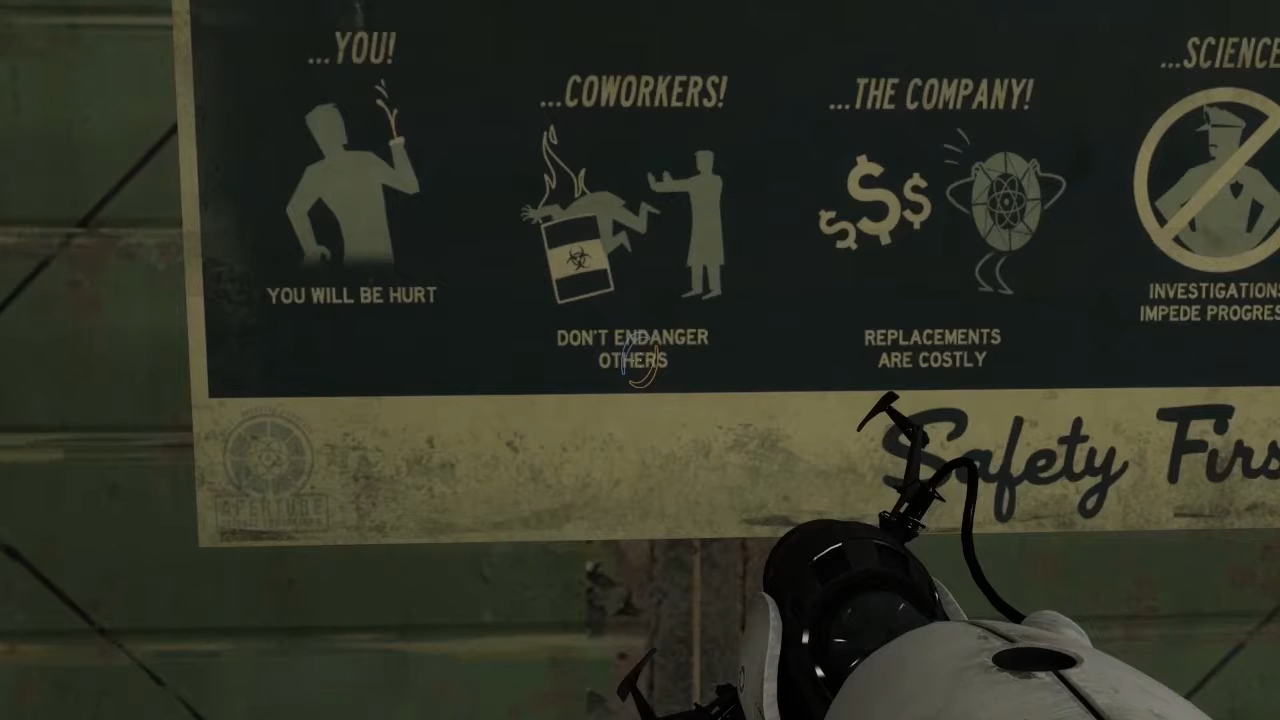 ...YOU!
...COWORKERS!
...THE COMPANY!
...SCIENCE
$$$
YOU WILL BE HURT
DON'T ENDANGER
OTHERS
REPLACEMENTS
ARE COSTLY
INVESTIGATIONS
IMPEDE PROGRES
Safety Firs
APERTURE